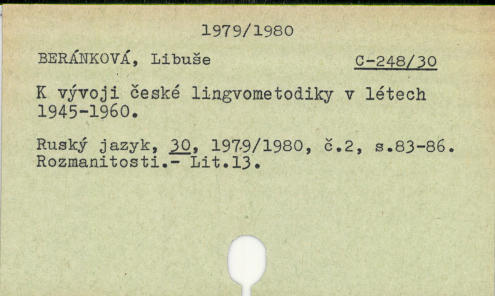 1979/1980
BERÁNKOVÁ, Libuše C-248/30
K vývoji české lingvometodiky v létech
1945-1960.
Ruský jazyk, 30, 1979/1980, č.2, s.83-86.
Rozmanitosti.- Lit.13.